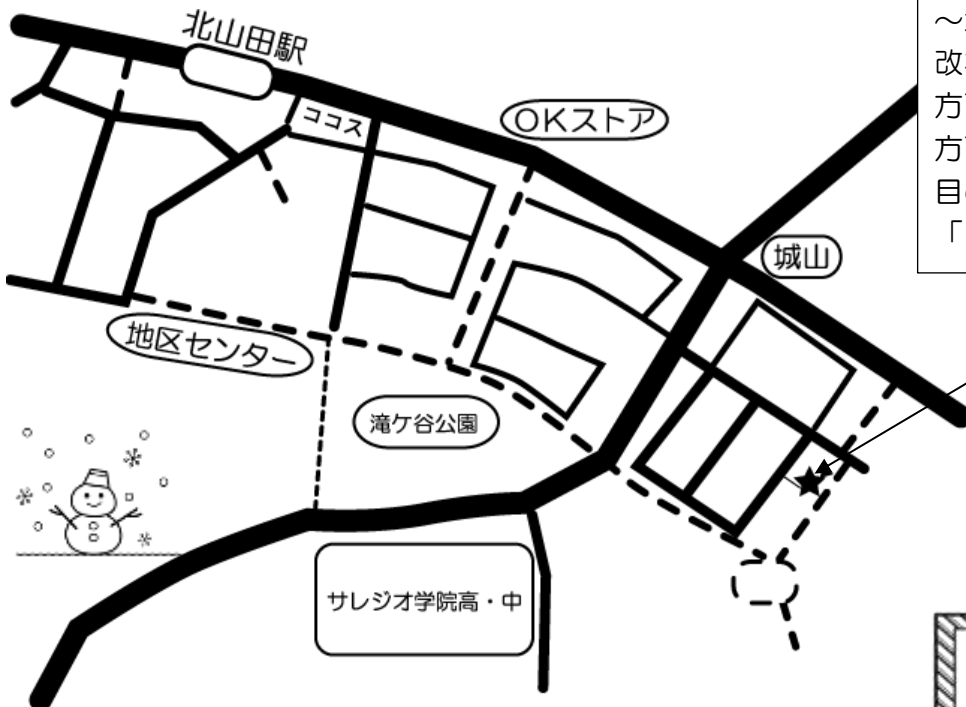 北山田駅
ココス
OKストア
城山
地区センター
滝ケ谷公園
サレジオ学院高・中
改
方
方
目
「